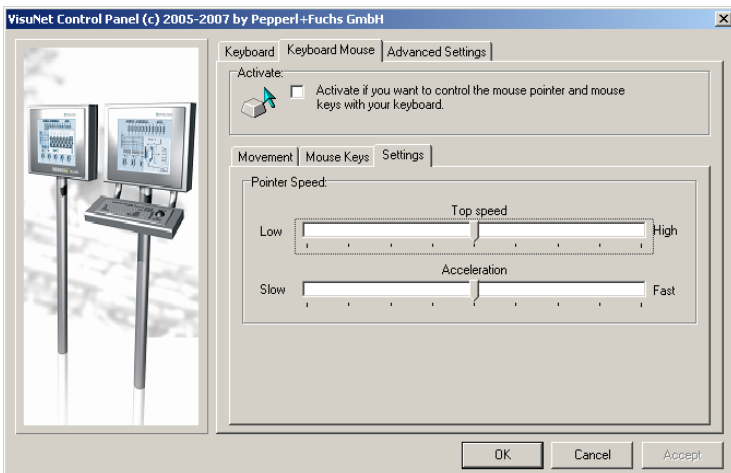 VisuNet Control Panel (c) 2005-2007 by Pepperl+Fuchs GmbH
Keyboard Keyboard Mouse Advanced Settings
Activate:
Activate if you want to control the mouse pointer and mouse
keys with your keyboard.
Movement Mouse Keys Settings
Pointer Speed:
Top speed
Low High
Acceleration
Slow Fast
OK Cancel Accept